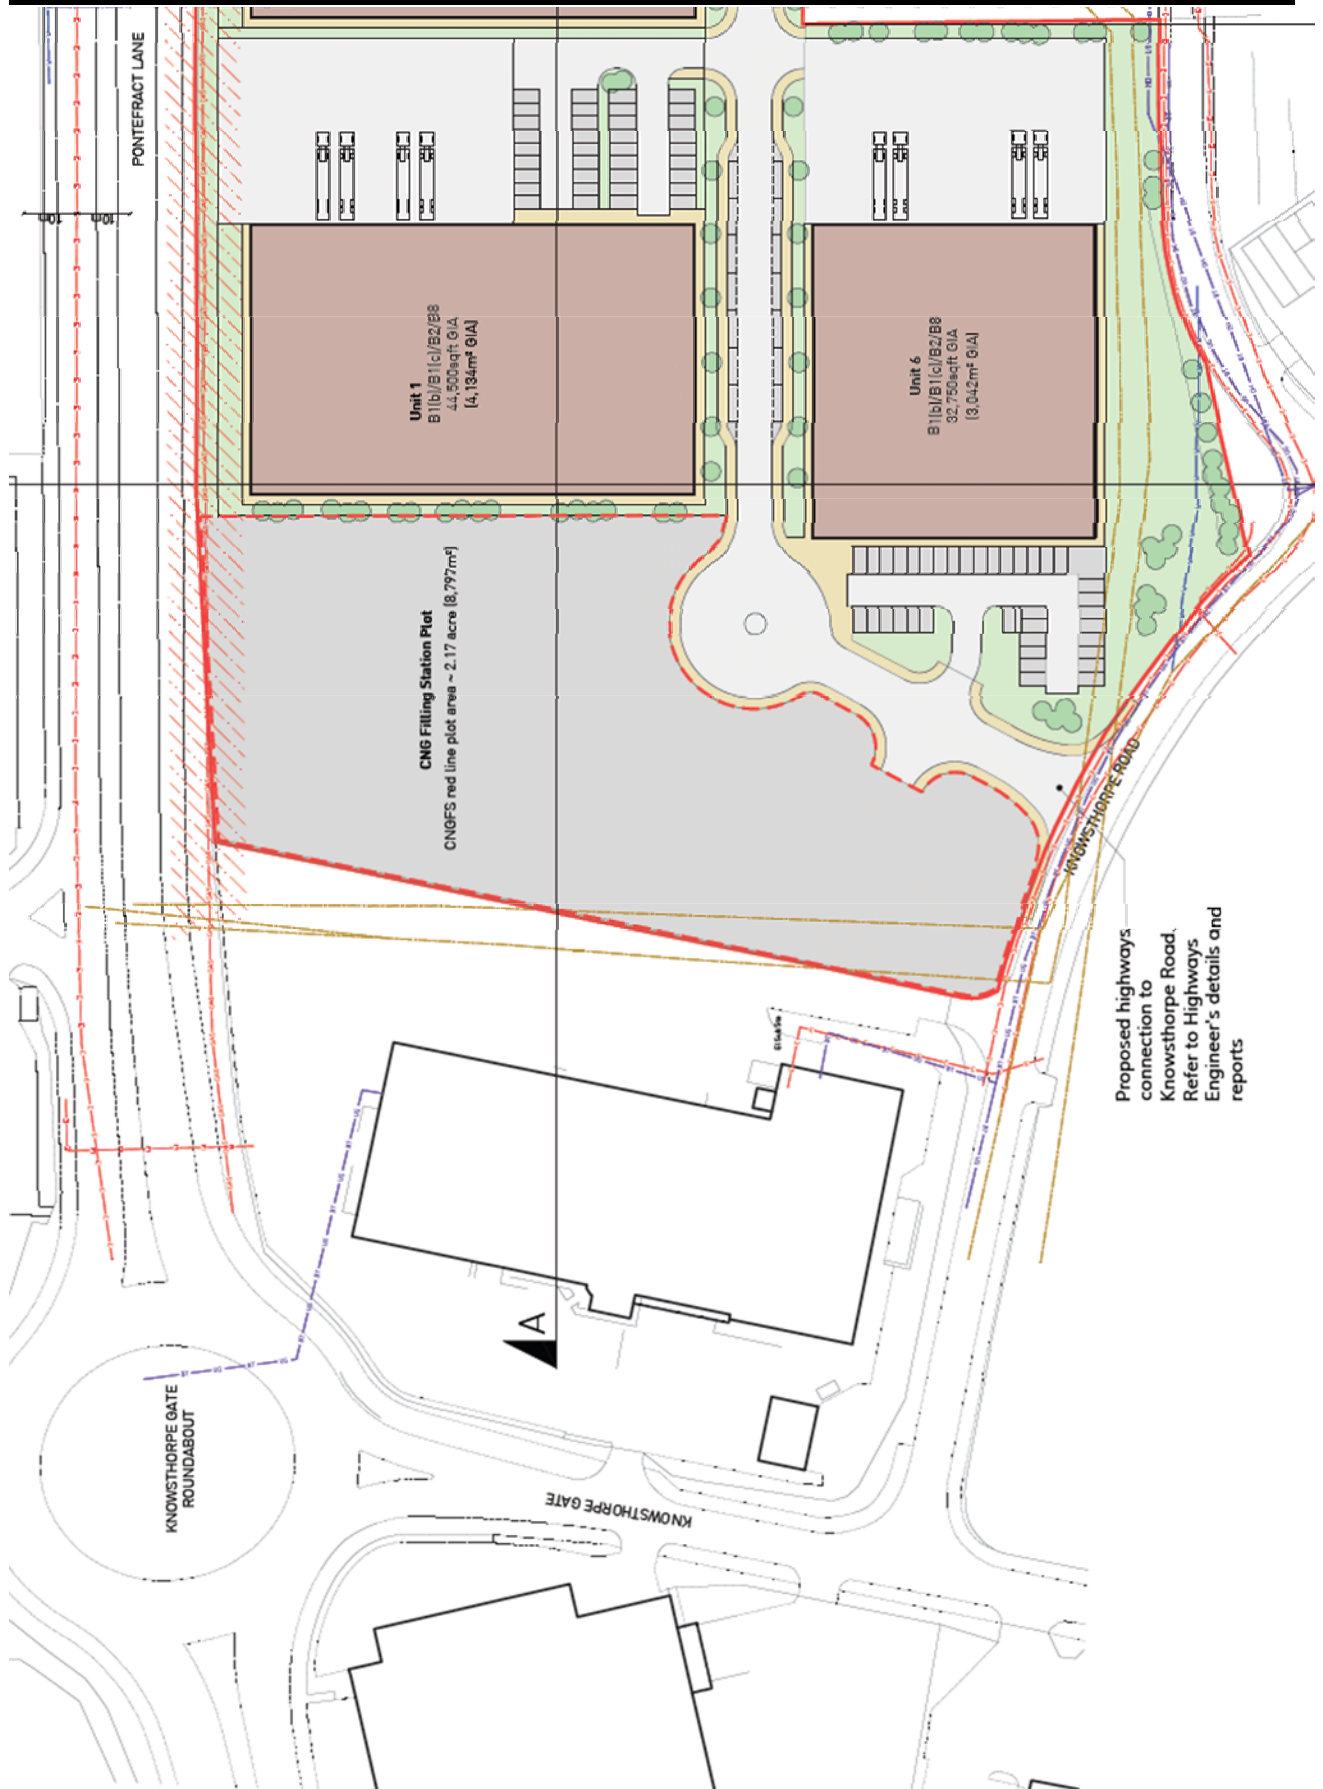 PONTEFRACT LANE
Unit 1
B1(b)/B1(c)/B2/B8
44,500sqft GIA
(4,134m² GIA)
Unit 6
B1(b)/B1(c)/B2/B8
32,750sqft GIA
(3,042m² GIA)
CNG Filling Station Plot
CNGFS red line plot area ~ 2.17 acre (8,797m²)
KNOWSTHORPE ROAD
Proposed highways
connection to
Knowsthorpe Road.
Refer to Highways
Engineer's details and
reports
El Sub Sta
A
KNOWSTHORPE GATE
ROUNDABOUT
KNOWSTHORPE GATE